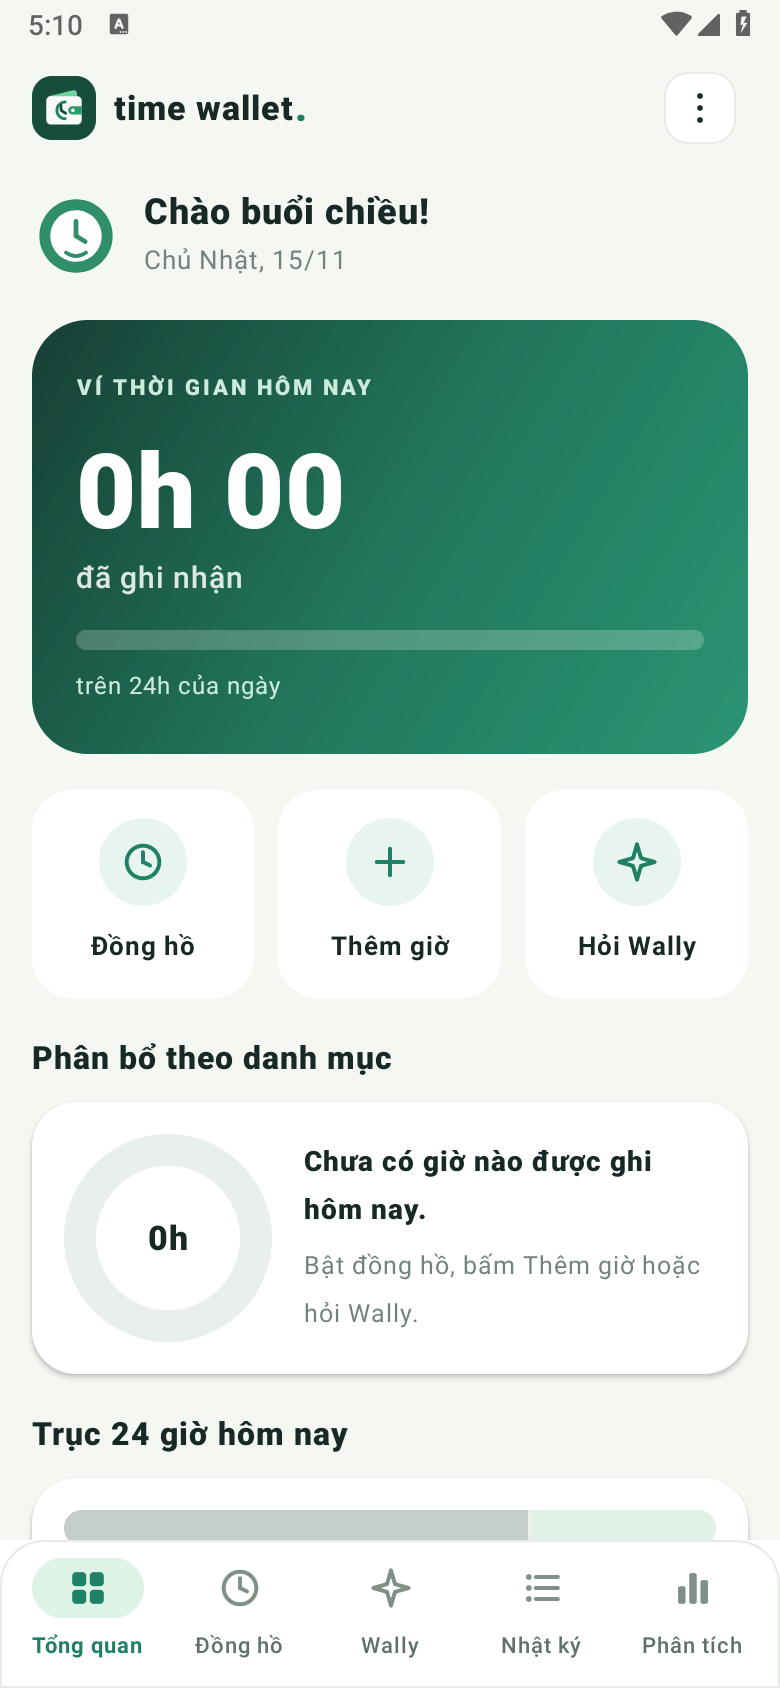 5:10
A
time wallet.
Chào buổi chiều!
Chủ Nhật, 15/11
VÍ THỜI GIAN HÔM NAY
0h 00
đã ghi nhận
trên 24h của ngày
Đồng hồ
Thêm giờ
Hỏi Wally
Phân bổ theo danh mục
0h
Chưa có giờ nào được ghi
hôm nay.
Bật đồng hồ, bấm Thêm giờ hoặc
hỏi Wally.
Trục 24 giờ hôm nay
Tổng quan
Đồng hồ
Wally
Nhật ký
Phân tích